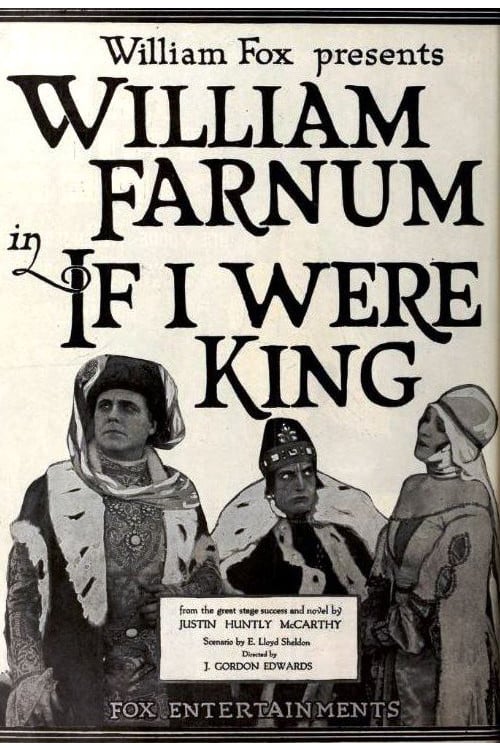 William Fox presents
WILLIAM
FARNUM
in
IF I WERE
KING
from the great stage success and novel by
JUSTIN HUNTLY McCARTHY
Scenario by E. Lloyd Sheldon
Directed by
J. GORDON EDWARDS
FOX ENTERTAINMENTS